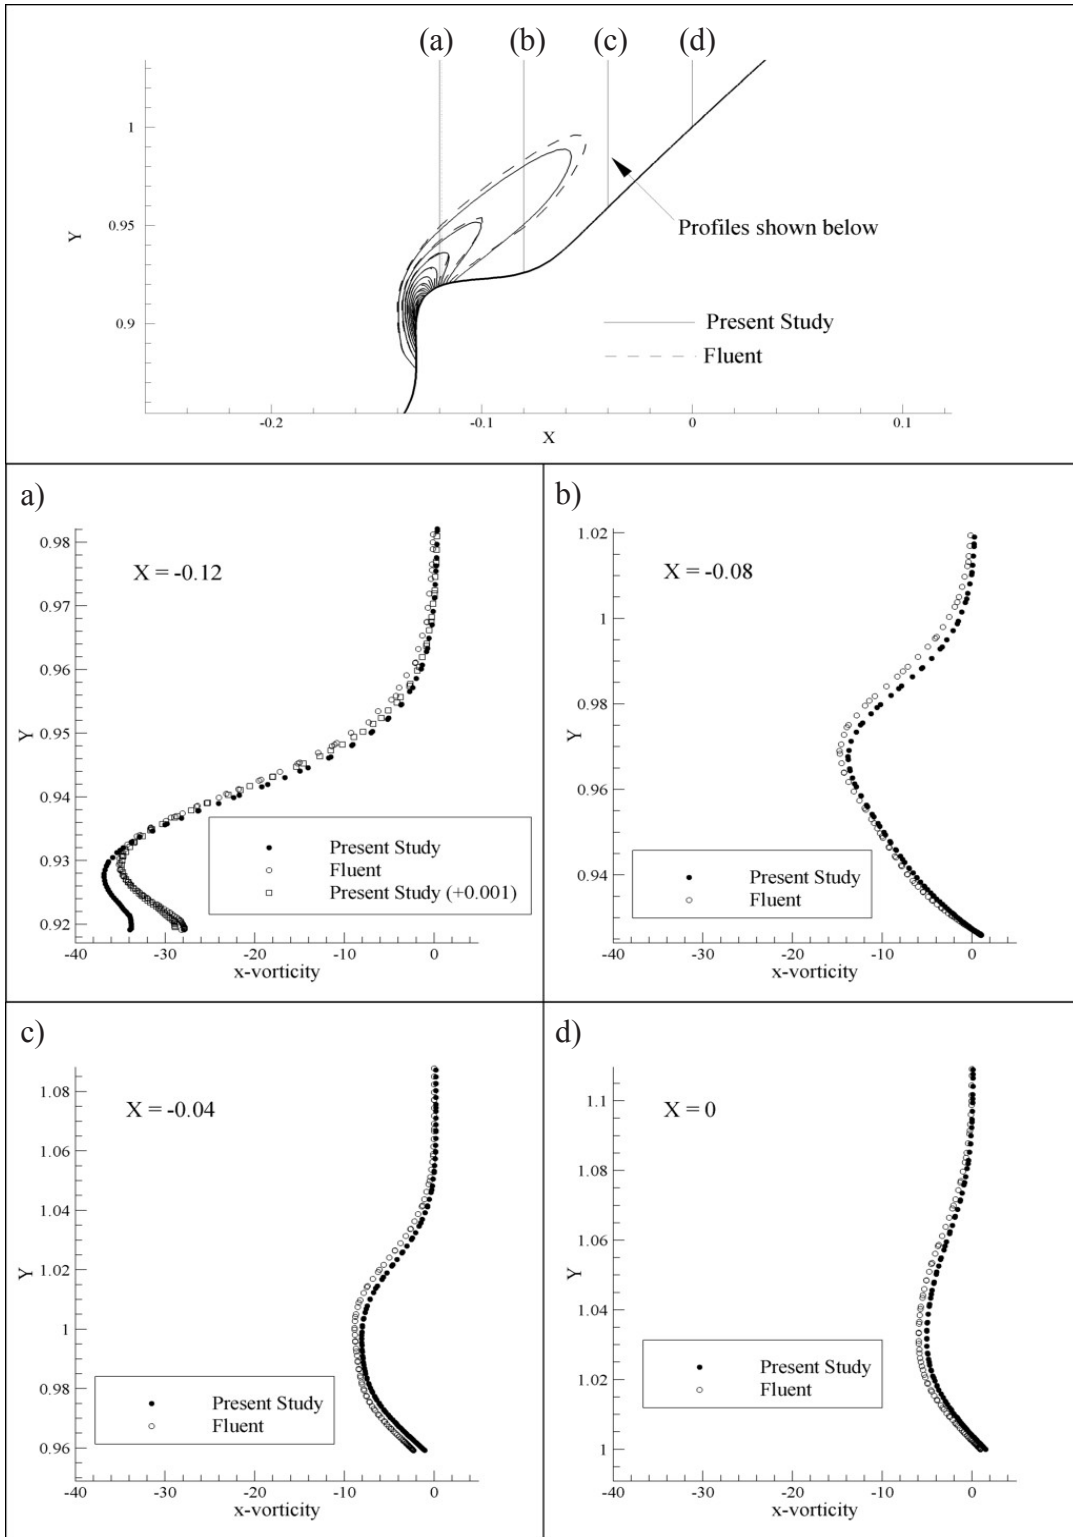 (a) (b) (c) (d)
1
0.95
0.9
Y
Profiles shown below
Present Study
Fluent
-0.2 -0.1 0 0.1
X
a)
X = -0.12
0.98
0.97
0.96
0.95
0.94
0.93
0.92
Y
Present Study
Fluent
Present Study (+0.001)
-40 -30 -20 -10 0
x-vorticity
b)
X = -0.08
1.02
1
0.98
0.96
0.94
Y
Present Study
Fluent
-40 -30 -20 -10 0
x-vorticity
c)
X = -0.04
1.08
1.06
1.04
1.02
1
0.98
0.96
Y
Present Study
Fluent
-40 -30 -20 -10 0
x-vorticity
d)
X = 0
1.1
1.08
1.06
1.04
1.02
1
Y
Present Study
Fluent
-40 -30 -20 -10 0
x-vorticity